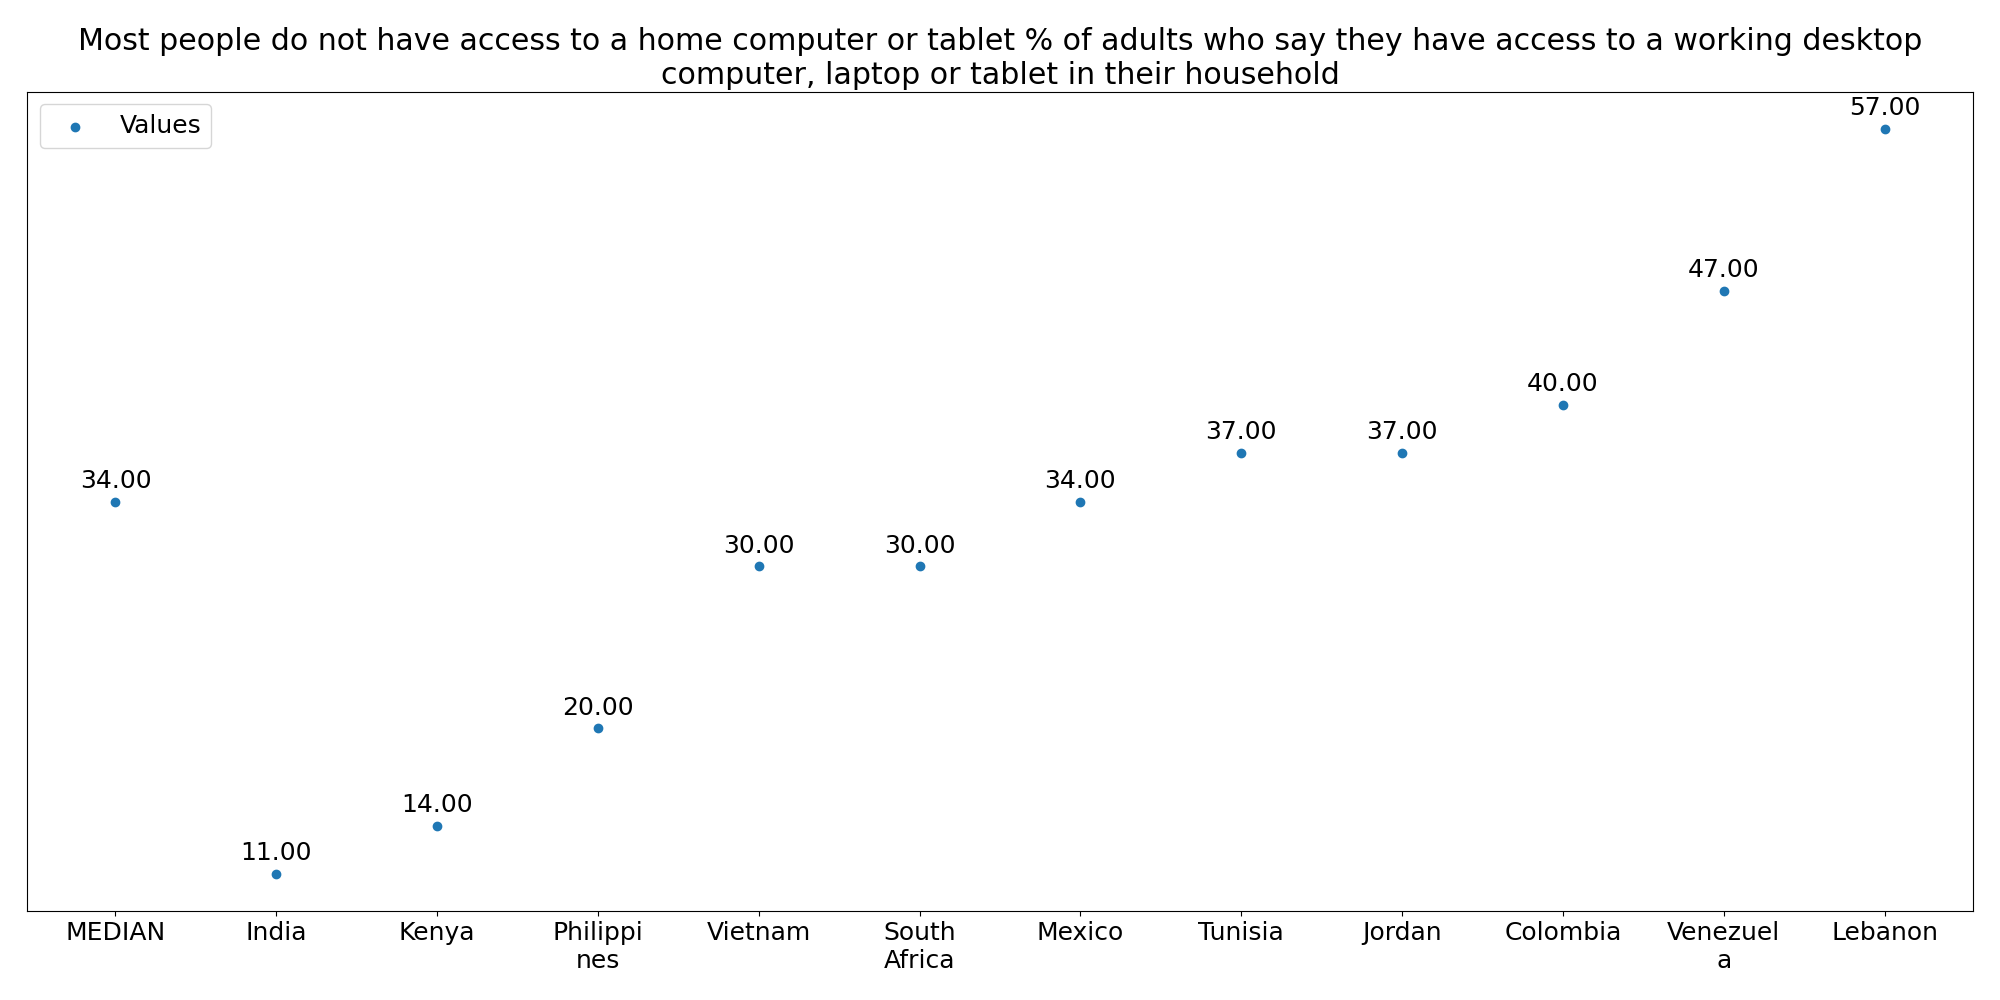 Most people do not have access to a home computer or tablet % of adults who say they have access to a working desktop
computer, laptop or tablet in their household
Values
57.00
47.00
40.00
37.00
37.00
34.00
34.00
30.00
30.00
20.00
14.00
11.00
MEDIAN
India
Kenya
Philippi
nes
Vietnam
South
Africa
Mexico
Tunisia
Jordan
Colombia
Venezuel
a
Lebanon